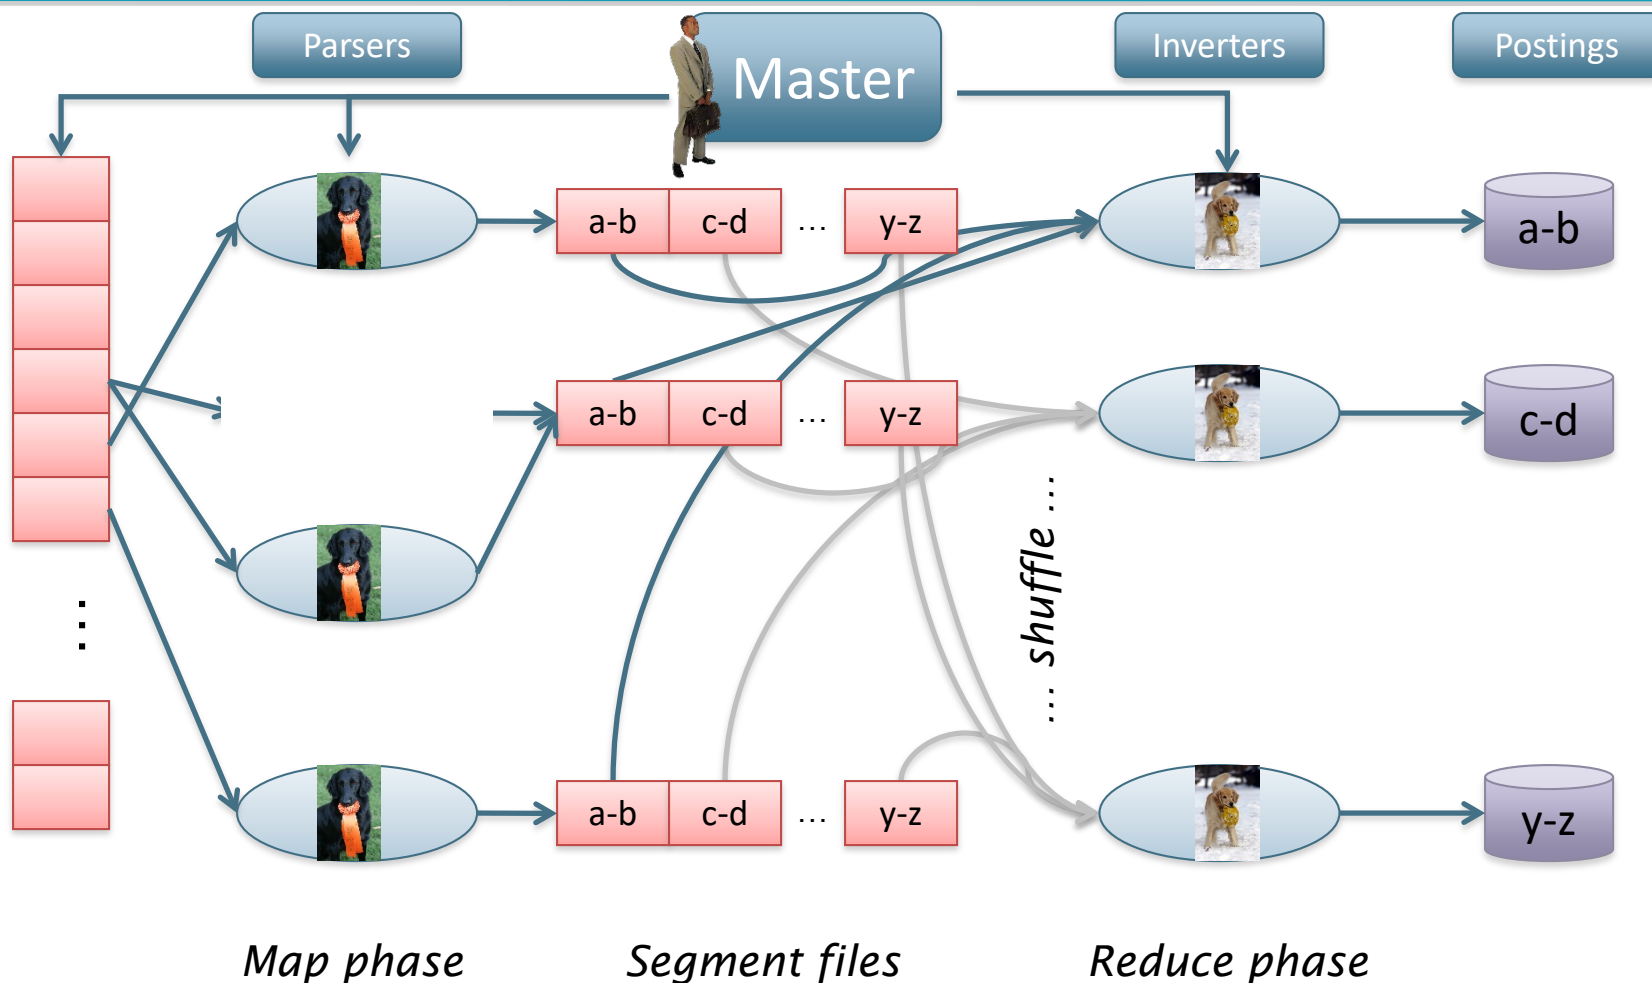 Parsers
Master
Inverters
Postings
a-b c-d ... y-z
a-b
a-b c-d ... y-z
c-d
... shuffle ...
...
a-b c-d ... y-z
y-z
Map phase
Segment files
Reduce phase